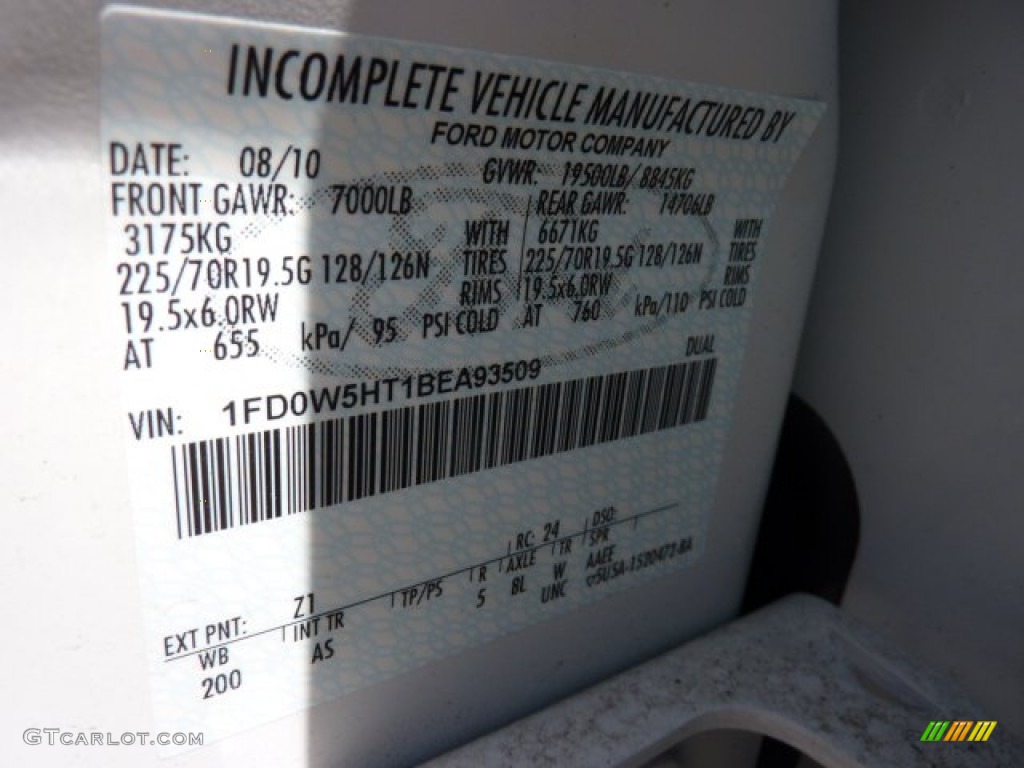 INCOMPLETE VEHICLE MANUFACTURED BY
FORD MOTOR COMPANY
DATE: 08/10 GVWR: 19500LB/ 8845KG
FRONT GAWR: 7000LB REAR GAWR: 14706LB
3175KG WITH 6671KG WITH
225/70R19.5G 128/126N TIRES 225/70R19.5G 128/126N TIRES
19.5x6.0RW RIMS 19.5x6.0RW RIMS
AT 655 kPa/ 95 PSI COLD AT 760 kPa/110 PSI COLD
DUAL
VIN: 1FD0W5HT1BEA93509
EXT PNT: Z1 RC: 24 DSO:
WB INT TR TP/PS R AXLE TR SPR
200 AS 5 BL W AAEE
UNC
GTCARLOT.COM